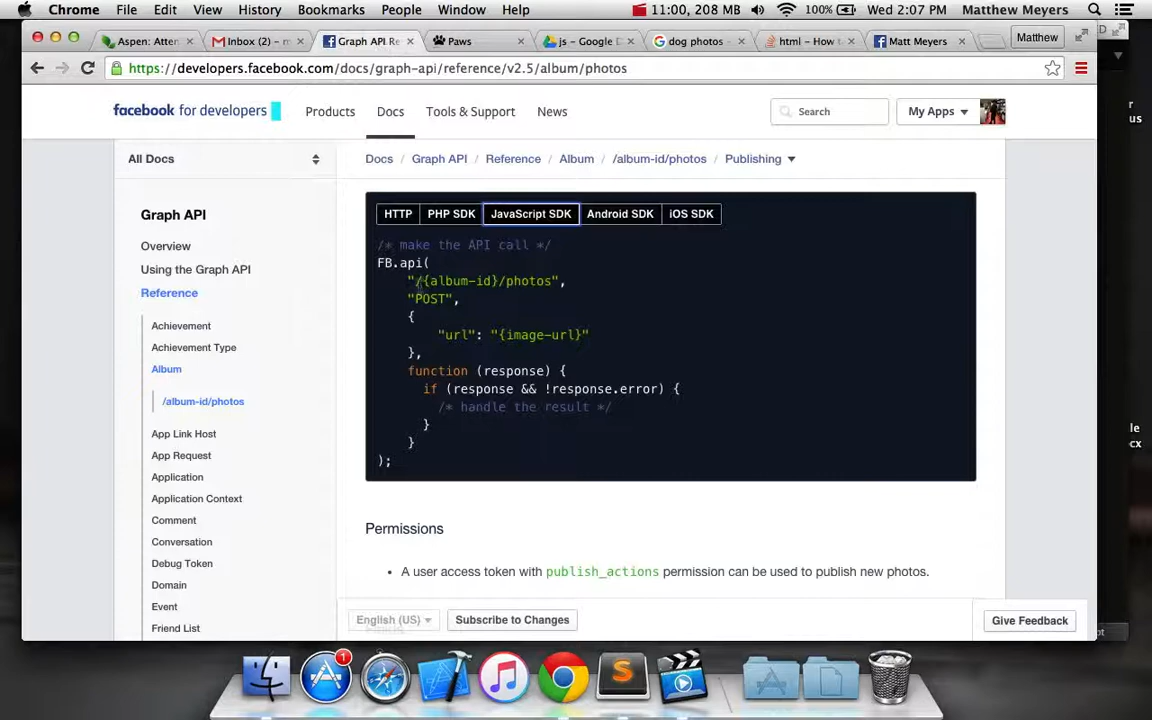 Chrome File Edit View History Bookmarks People Window Help 11:00, 208 MB 100% Wed 2:07 PM Matthew Meyers
Aspen: Atten Inbox (2) – m Graph API Re Paws js – Google D dog photos – html – How t Matt Meyers Matthew
https://developers.facebook.com/docs/graph-api/reference/v2.5/album/photos
facebook for developers Products Docs Tools & Support News Search My Apps
All Docs
Docs / Graph API / Reference / Album / /album-id/photos / Publishing
Graph API
Overview
Using the Graph API
Reference
Achievement
Achievement Type
Album
/album-id/photos
App Link Host
App Request
Application
Application Context
Comment
Conversation
Debug Token
Domain
Event
Friend List
HTTP PHP SDK JavaScript SDK Android SDK iOS SDK
/* make the API call */
FB.api(
"/{album-id}/photos",
"POST",
{
"url": "{image-url}"
},
function (response) {
if (response && !response.error) {
/* handle the result */
}
}
);
Permissions
• A user access token with publish_actions permission can be used to publish new photos.
English (US) Subscribe to Changes Give Feedback
1